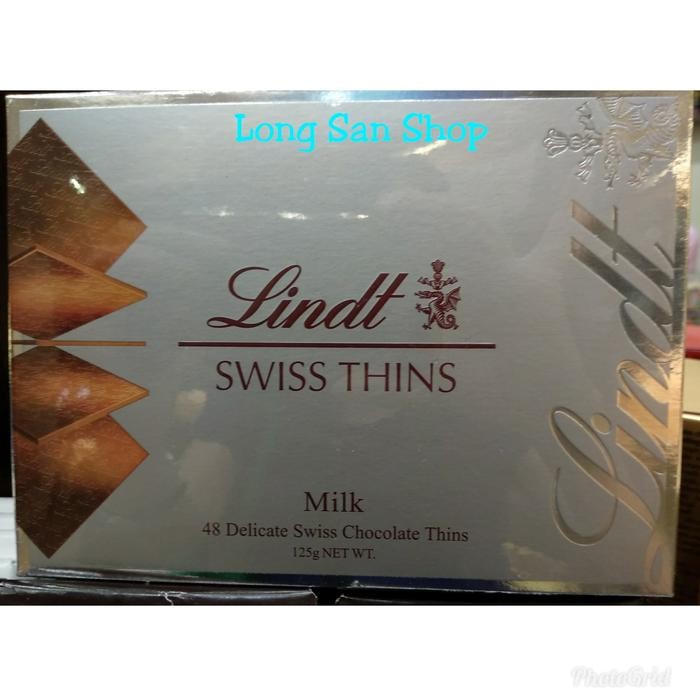 Long San Shop
Lindt
SWISS THINS
Milk
48 Delicate Swiss Chocolate Thins
125g NET WT.
Lindt
PhotoGrid